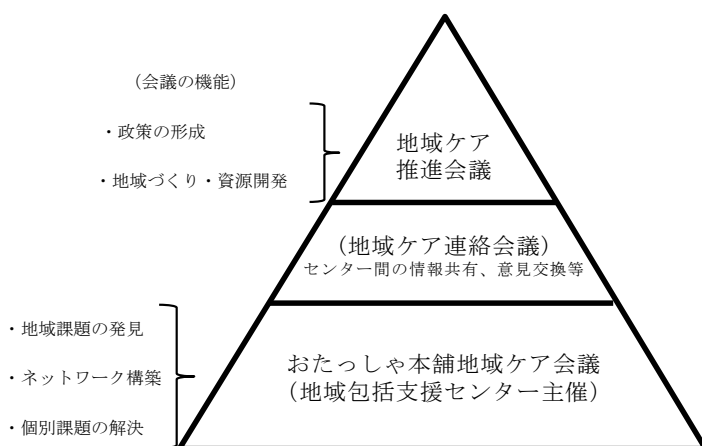 (会議の機能)
・政策の形成
・地域づくり・資源開発
地域ケア
推進会議
(地域ケア連絡会議)
センター間の情報共有、意見交換等
・地域課題の発見
・ネットワーク構築
・個別課題の解決
おたっしゃ本舗地域ケア会議
(地域包括支援センター主催)